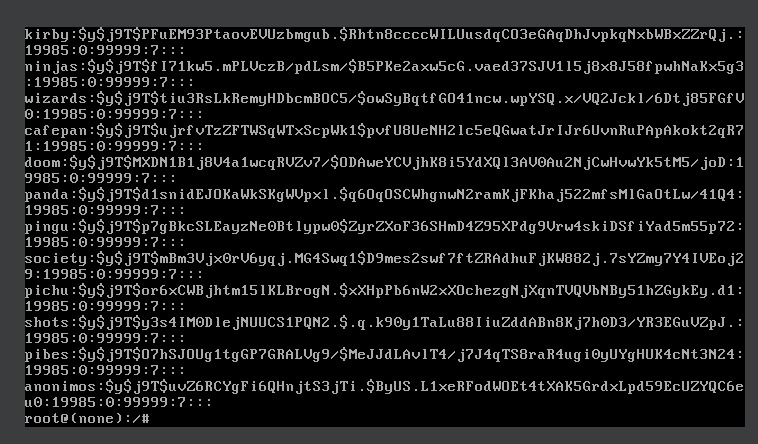 kirby:$y$j9T$PFuEM93PtaovEVUzbmgub.$Rhtn8ccccWILUusdqCO3eGAqDhJvpkqNxbWBxZZrQj.:
19985:0:99999:7:::
ninjas:$y$j9T$fI71kw5.mPLVczB/pdLsm/$B5PKe2axw5cG.vaed37SJV1l5j8x8J58fpwhNaKx5g3
:19985:0:99999:7:::
wizards:$y$j9T$tiu3RsLkRemyHDbcmBOC5/$owSyBqtfGO41ncw.wpYSQ.x/VQ2Jckl/6Dtj85FGfV
0:19985:0:99999:7:::
cafepan:$y$j9T$ujrfvTzZFTWSqWTxScpWk1$pvfU8UeNH2lc5eQGwatJrIJr6UvnRuPApAkokt2qR7
1:19985:0:99999:7:::
doom:$y$j9T$MXDN1B1j8V4a1wcqRVZv7/$ODAweYCVjhK8i5YdXQl3AV0Au2NjCwHvwYk5tM5/joD:1
9985:0:99999:7:::
panda:$y$j9T$d1snidEJOKaWkSKgWVpxl.$q6OqOSCWhgnwN2ramKjFKhaj522mfsMlGaOtLw/41Q4:
19985:0:99999:7:::
pingu:$y$j9T$p7gBkcSLEayzNe0Btlypw0$ZyrZXoF36SHmD4Z95XPdg9Vrw4skiDSfiYad5m55p72:
19985:0:99999:7:::
society:$y$j9T$mBm3Vjx0rV6yqj.MG4Swq1$D9mes2swf7ftZRAdhuFjKW882j.7sYZmy7Y4IVEoj2
9:19985:0:99999:7:::
pichu:$y$j9T$or6xCWBjhtm15lKLBrogN.$xXHpPb6nW2xXOchezgNjXqnTVQVbNBy51hZGykEy.d1:
19985:0:99999:7:::
shots:$y$j9T$y3s4IM0DlejNUUCS1PQN2.$.q.k90y1TaLu88IiuZddABn8Kj7h0D3/YR3EGuVZpJ.:
19985:0:99999:7:::
pibes:$y$j9T$O7hSJOUg1tgGP7GRALVg9/$MeJJdLAvlT4/j7J4qTS8raR4ugi0yUYgHUK4cNt3N24:
19985:0:99999:7:::
anonimos:$y$j9T$uvZ6RCYgFi6QHnjtS3jTi.$ByUS.L1xeRFodWOEt4tXAK5GrdxLpd59EcUZYQC6e
u0:19985:0:99999:7:::
root@(none):/#